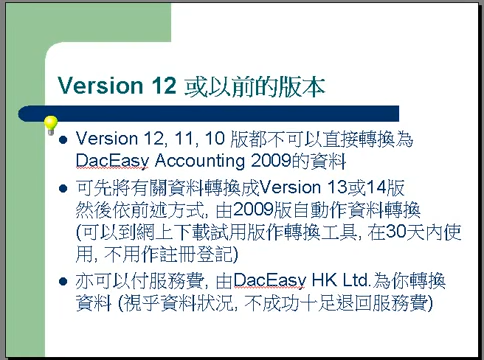 Version 12 或以前的版本
Version 12, 11, 10 版都不可以直接轉換為
DacEasy Accounting 2009的資料
可先將有關資料轉換成Version 13或14版
然後依前述方式, 由2009版自動作資料轉換
(可以到網上下載試用版作轉換工具, 在30天內使
用, 不用作註冊登記)
亦可以付服務費, 由DacEasy HK Ltd.為你轉換
資料 (視乎資料狀況, 不成功十足退回服務費)